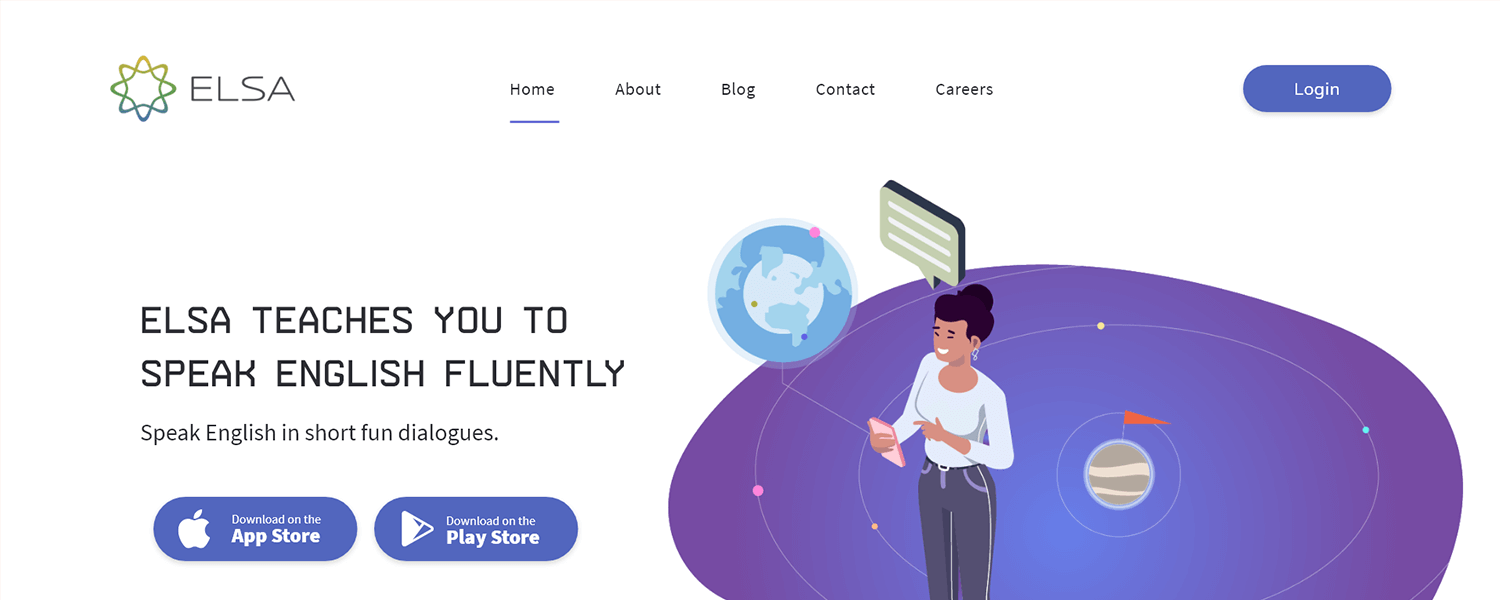 ELSA
Home About Blog Contact Careers
Login
ELSA TEACHES YOU TO
SPEAK ENGLISH FLUENTLY
Speak English in short fun dialogues.
Download on the
App Store
Download on the
Play Store